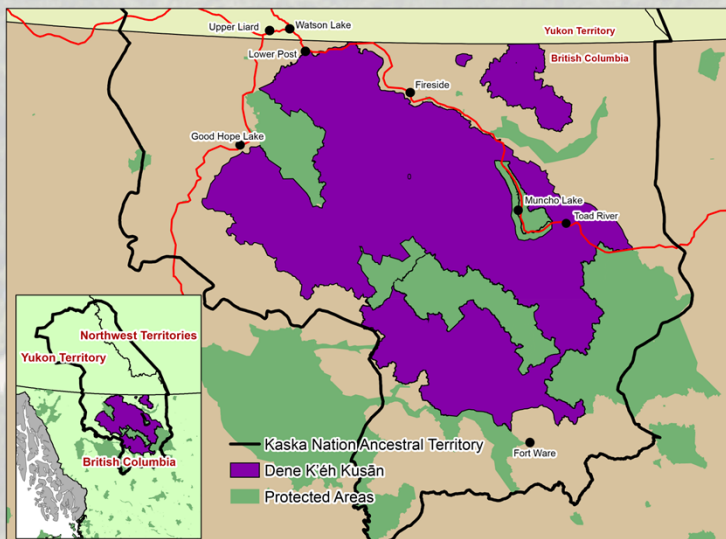 Upper Liard
Watson Lake
Lower Post
Yukon Territory
British Columbia
Fireside
Good Hope Lake
Muncho Lake
Toad River
Northwest Territories
Yukon Territory
British Columbia
Kaska Nation Ancestral Territory
Dene K'éh Kusān
Protected Areas
Fort Ware